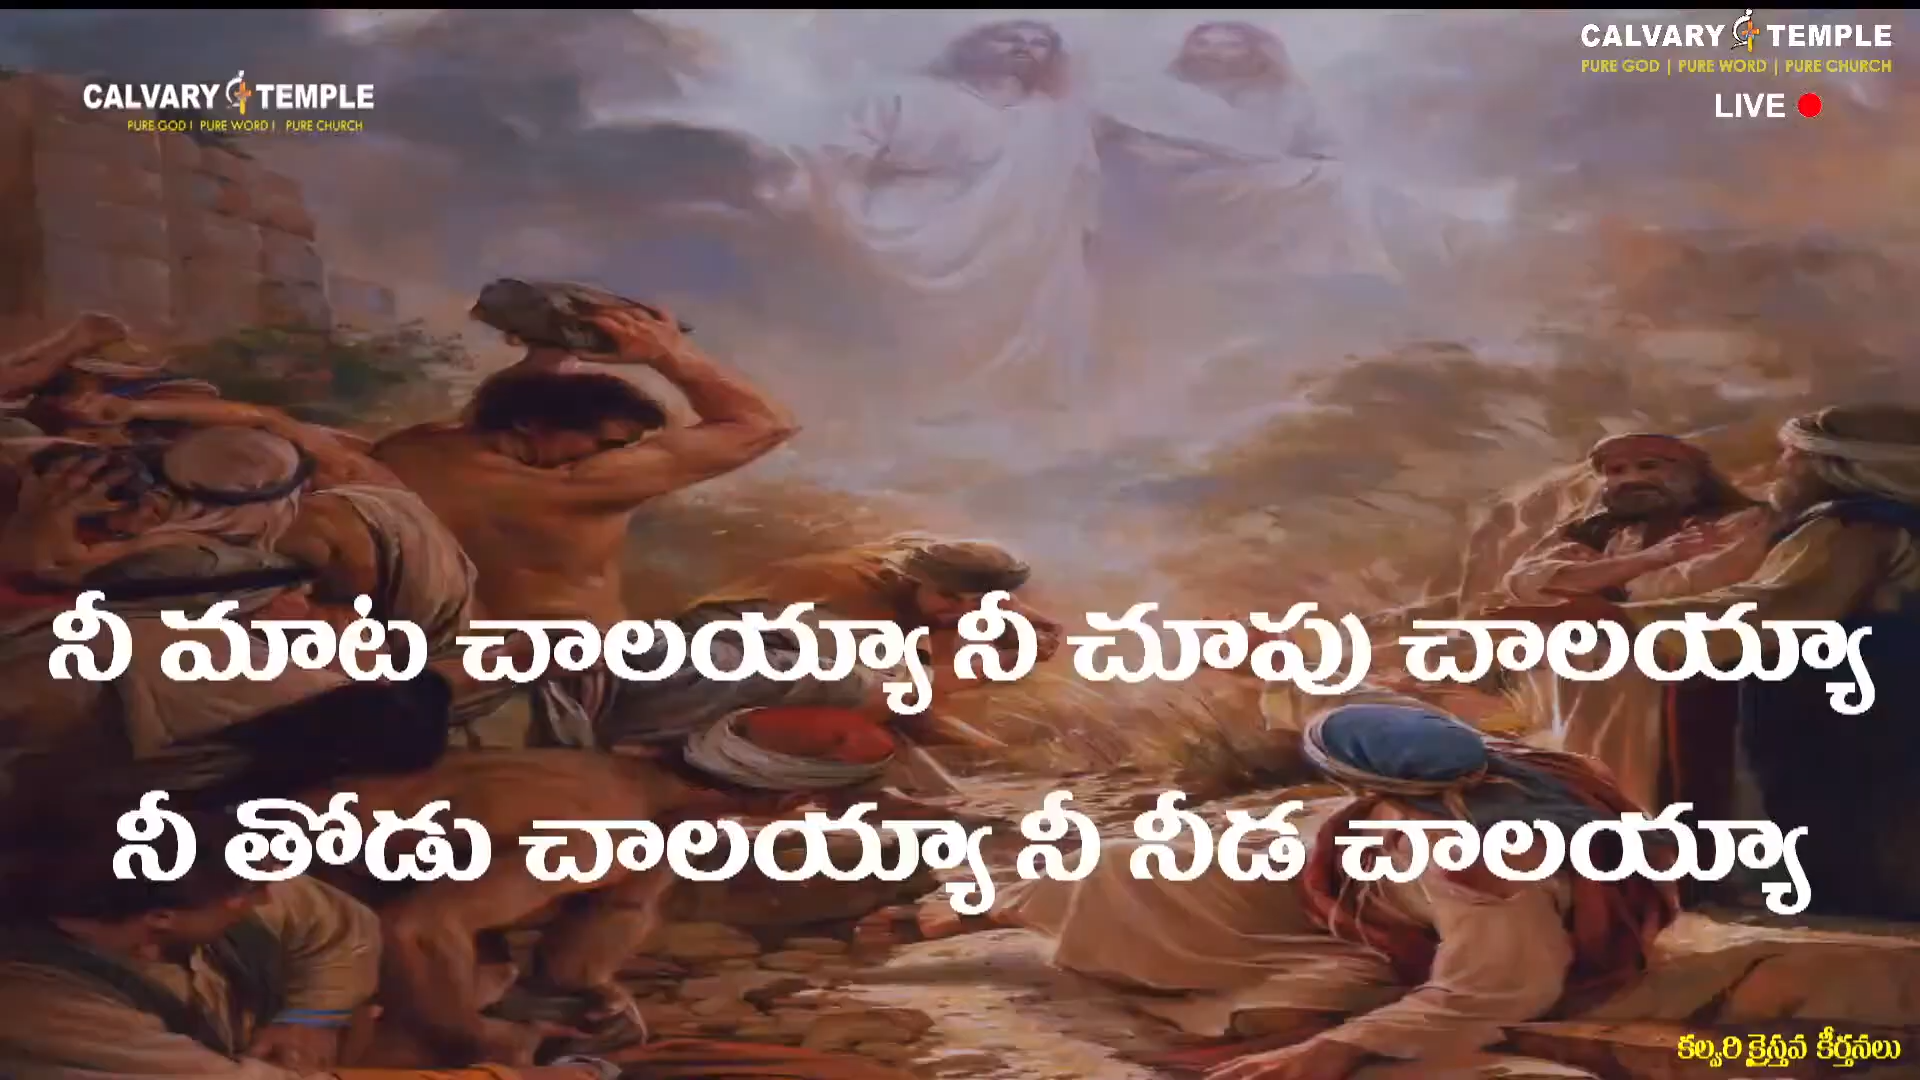 CALVARY TEMPLE
PURE GOD | PURE WORD | PURE CHURCH
LIVE
CALVARY TEMPLE
PURE GOD | PURE WORD | PURE CHURCH
నీ మాట చాలయ్యా నీ చూపు చాలయ్యా
నీ తోడు చాలయ్యా నీ నీడ చాలయ్యా
కల్వరి క్రైస్తవ కీర్తనలు